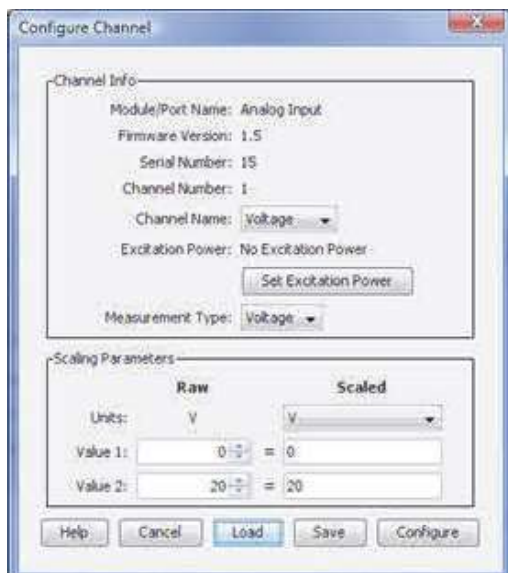 Configure Channel
Channel Info
Module/Port Name: Analog Input
Firmware Version: 1.5
Serial Number: 15
Channel Number: 1
Channel Name: Voltage
Excitation Power: No Excitation Power
Set Excitation Power
Measurement Type: Voltage
Scaling Parameters
Raw Scaled
Units: V V
Value 1: 0 = 0
Value 2: 20 = 20
Help Cancel Load Save Configure